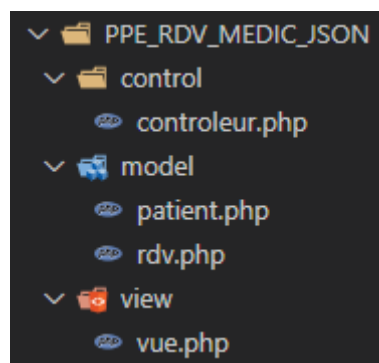 PPE_RDV_MEDIC_JSON
control
controleur.php
model
patient.php
rdv.php
view
vue.php